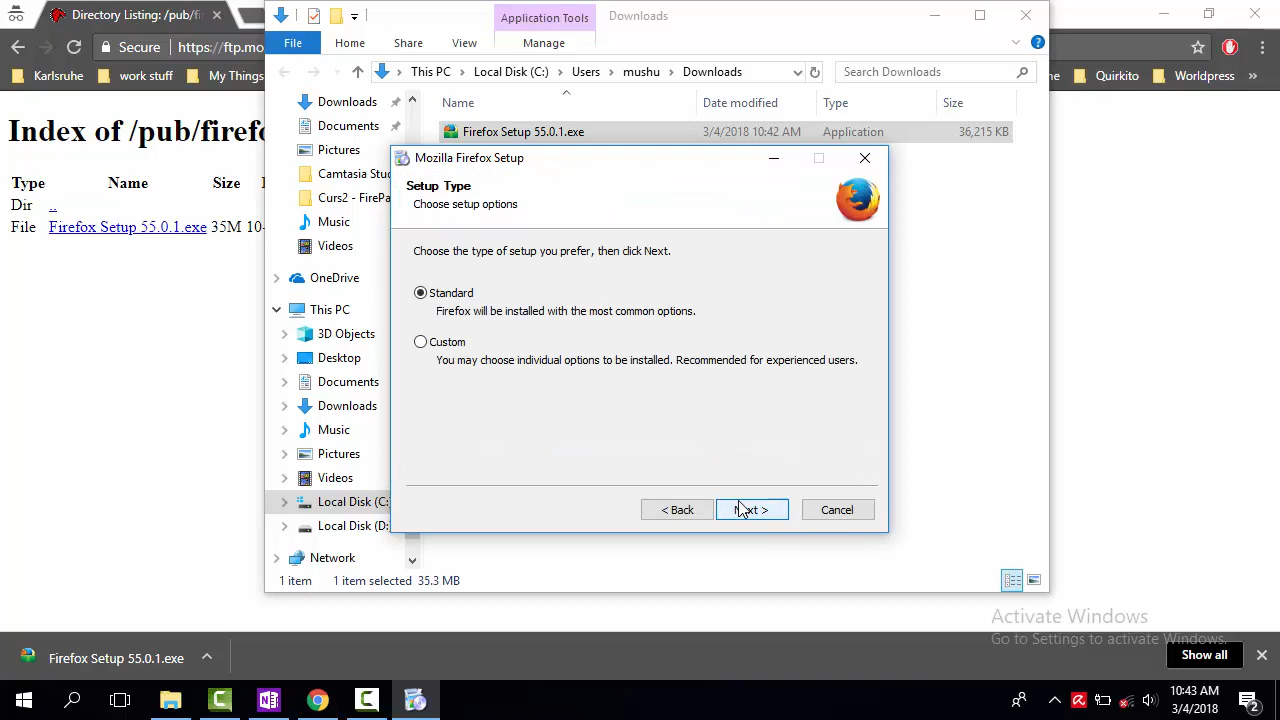 Directory Listing: /pub/fi
Secure
https://ftp.mo
Karlsruhe
work stuff
My Things
Quirkito
Worldpress
»
Index of /pub/firef
Type Name Size
Dir ..
File Firefox Setup 55.0.1.exe 35M 10-
Application Tools
Downloads
File
Home
Share
View
Manage
This PC
Local Disk (C:)
Users
mushu
Downloads
Search Downloads
Downloads
Documents
Pictures
Camtasia Stu
Curs2 - FirePa
Music
Videos
OneDrive
This PC
3D Objects
Desktop
Documents
Downloads
Music
Pictures
Videos
Local Disk (C:
Local Disk (D:
Network
Name
Date modified
Type
Size
Firefox Setup 55.0.1.exe
3/4/2018 10:42 AM
Application
36,215 KB
1 item
1 item selected 35.3 MB
Mozilla Firefox Setup
Setup Type
Choose setup options
Choose the type of setup you prefer, then click Next.
Standard
Firefox will be installed with the most common options.
Custom
You may choose individual options to be installed. Recommended for experienced users.
< Back
Next >
Cancel
Activate Windows
Go to Settings to activate Windows.
Firefox Setup 55.0.1.exe
Show all
10:43 AM
3/4/2018
2